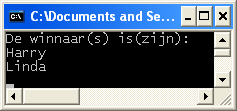 C:\Documents and Se...
De winnaar(s) is(zijn):
Harry
Linda